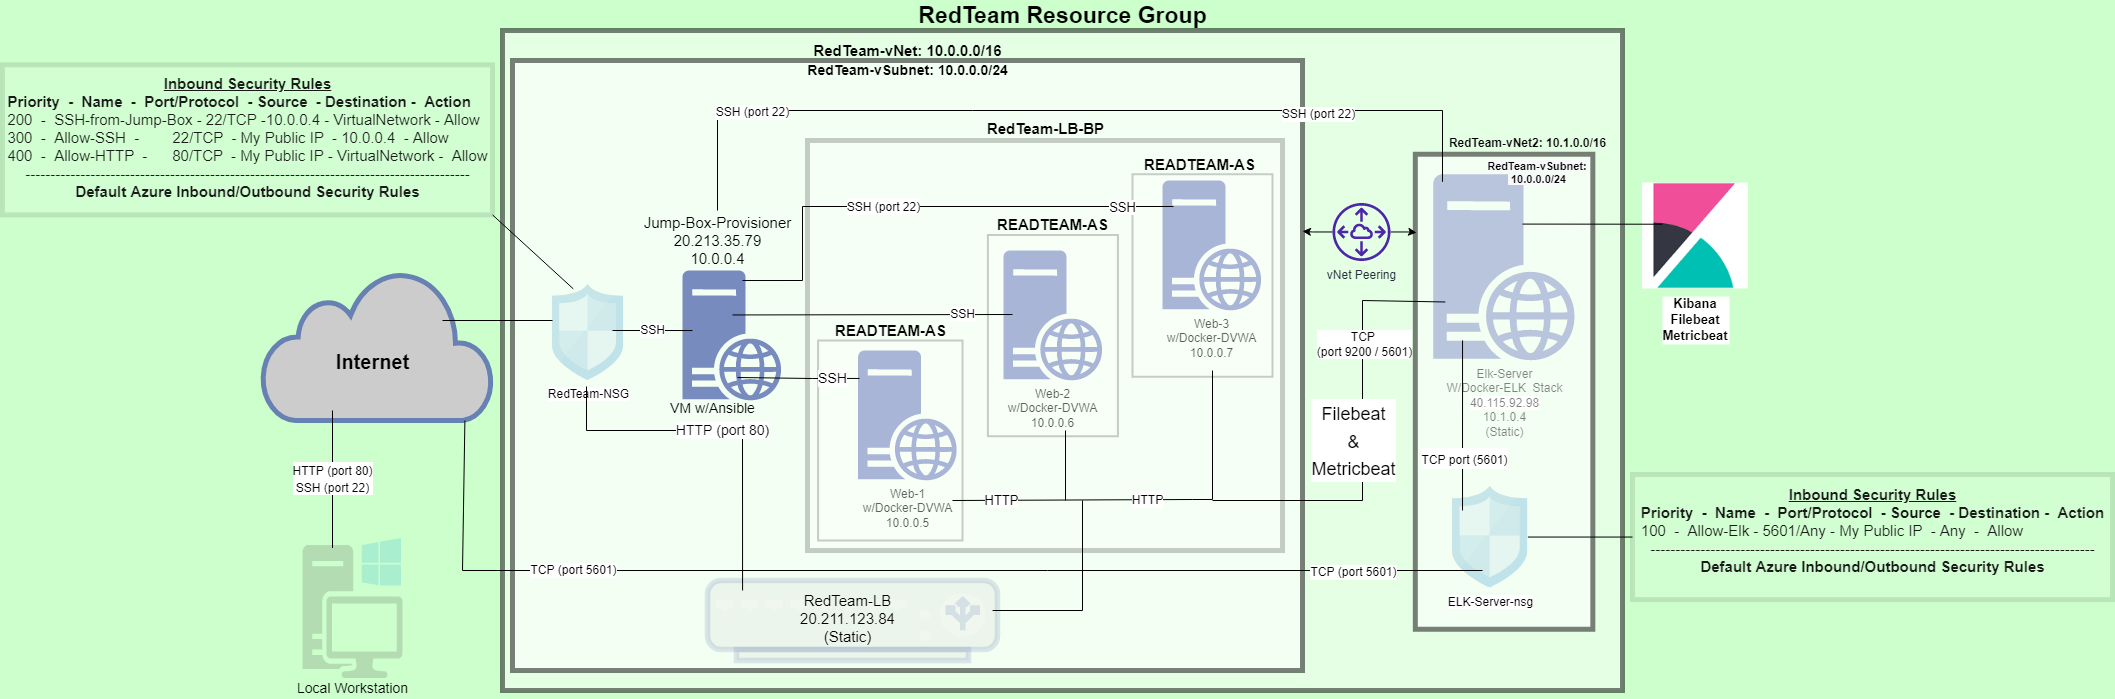 RedTeam Resource Group
RedTeam-vNet: 10.0.0.0/16
RedTeam-vSubnet: 10.0.0.0/24
Inbound Security Rules
Priority - Name - Port/Protocol - Source - Destination - Action
200 - SSH-from-Jump-Box - 22/TCP -10.0.0.4 - VirtualNetwork - Allow
300 - Allow-SSH - 22/TCP - My Public IP - 10.0.0.4 - Allow
400 - Allow-HTTP - 80/TCP - My Public IP - VirtualNetwork - Allow
--------------------------------------------------------------------------------
Default Azure Inbound/Outbound Security Rules
SSH (port 22)
SSH (port 22)
RedTeam-LB-BP
RedTeam-vNet2: 10.1.0.0/16
RedTeam-vSubnet:
10.0.0.0/24
READTEAM-AS
SSH (port 22)
SSH
Jump-Box-Provisioner
20.213.35.79
10.0.0.4
READTEAM-AS
vNet Peering
Kibana
Filebeat
Metricbeat
SSH
SSH
READTEAM-AS
Web-3
w/Docker-DVWA
10.0.0.7
TCP
(port 9200 / 5601)
Internet
RedTeam-NSG
SSH
VM w/Ansible
HTTP (port 80)
Web-2
w/Docker-DVWA
10.0.0.6
Elk-Server
W/Docker-ELK_Stack
40.115.92.98
10.1.0.4
(Static)
Filebeat
&
Metricbeat
TCP port (5601)
HTTP (port 80)
SSH (port 22)
Web-1
w/Docker-DVWA
10.0.0.5
HTTP
HTTP
Inbound Security Rules
Priority - Name - Port/Protocol - Source - Destination - Action
100 - Allow-Elk - 5601/Any - My Public IP - Any - Allow
--------------------------------------------------------------------------------
Default Azure Inbound/Outbound Security Rules
TCP (port 5601)
TCP (port 5601)
ELK-Server-nsg
RedTeam-LB
20.211.123.84
(Static)
Local Workstation